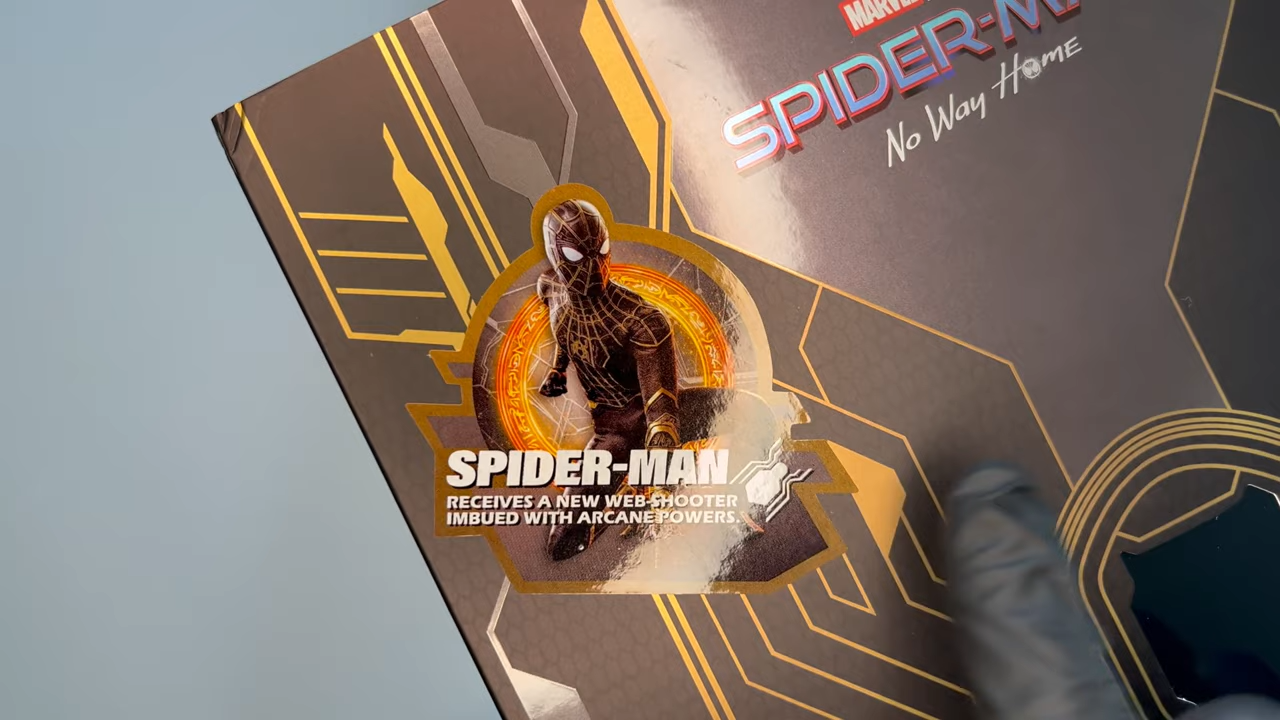 MARVEL
SPIDER-MA
No Way Home
SPIDER-MAN
RECEIVES A NEW WEB-SHOOTER
IMBUED WITH ARCANE POWERS.